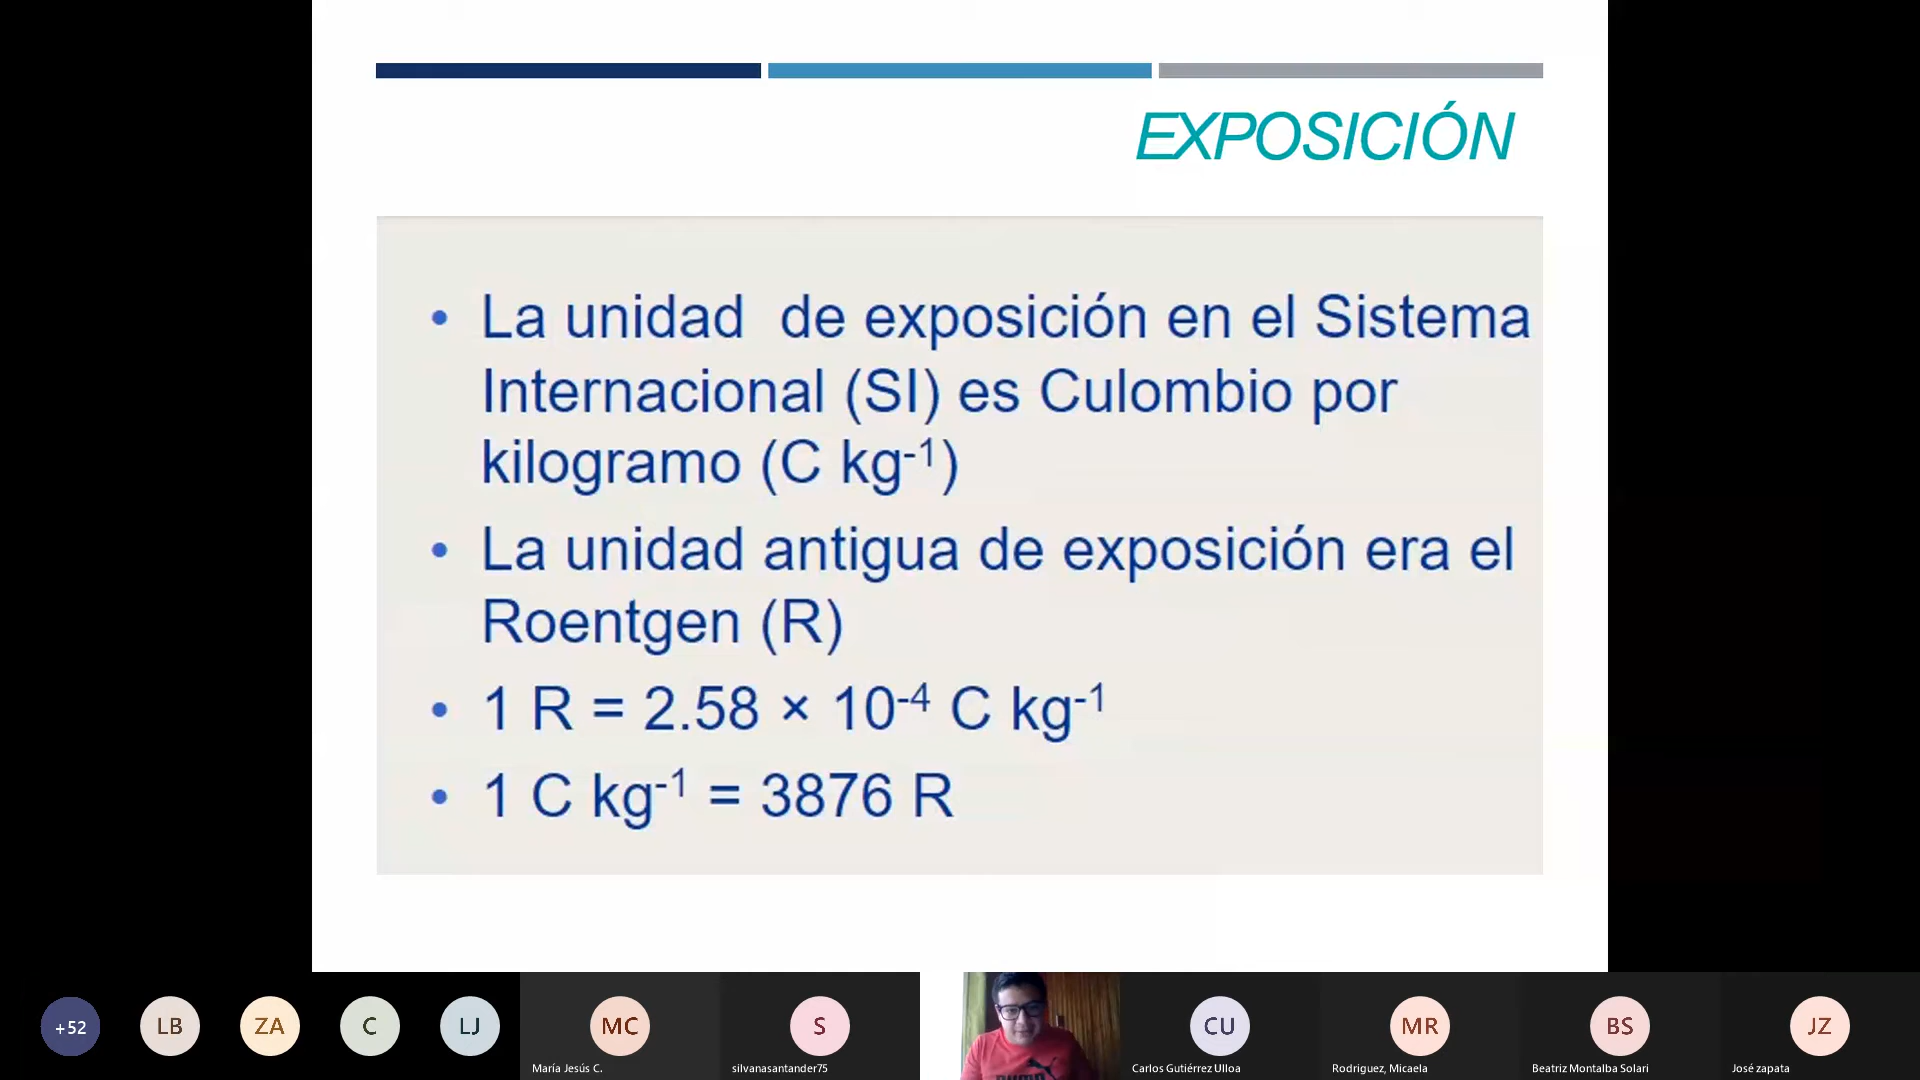 EXPOSICIÓN
• La unidad de exposición en el Sistema
Internacional (SI) es Culombio por
kilogramo (C kg⁻¹)
• La unidad antigua de exposición era el
Roentgen (R)
• 1 R = 2.58 × 10⁻⁴ C kg⁻¹
• 1 C kg⁻¹ = 3876 R
+52
LB
ZA
C
LJ
MC
S
CU
MR
BS
JZ
María Jesús C.
silvanasantander75
Carlos Gutiérrez Ulloa
Rodriguez, Micaela
Beatriz Montalba Solari
José zapata